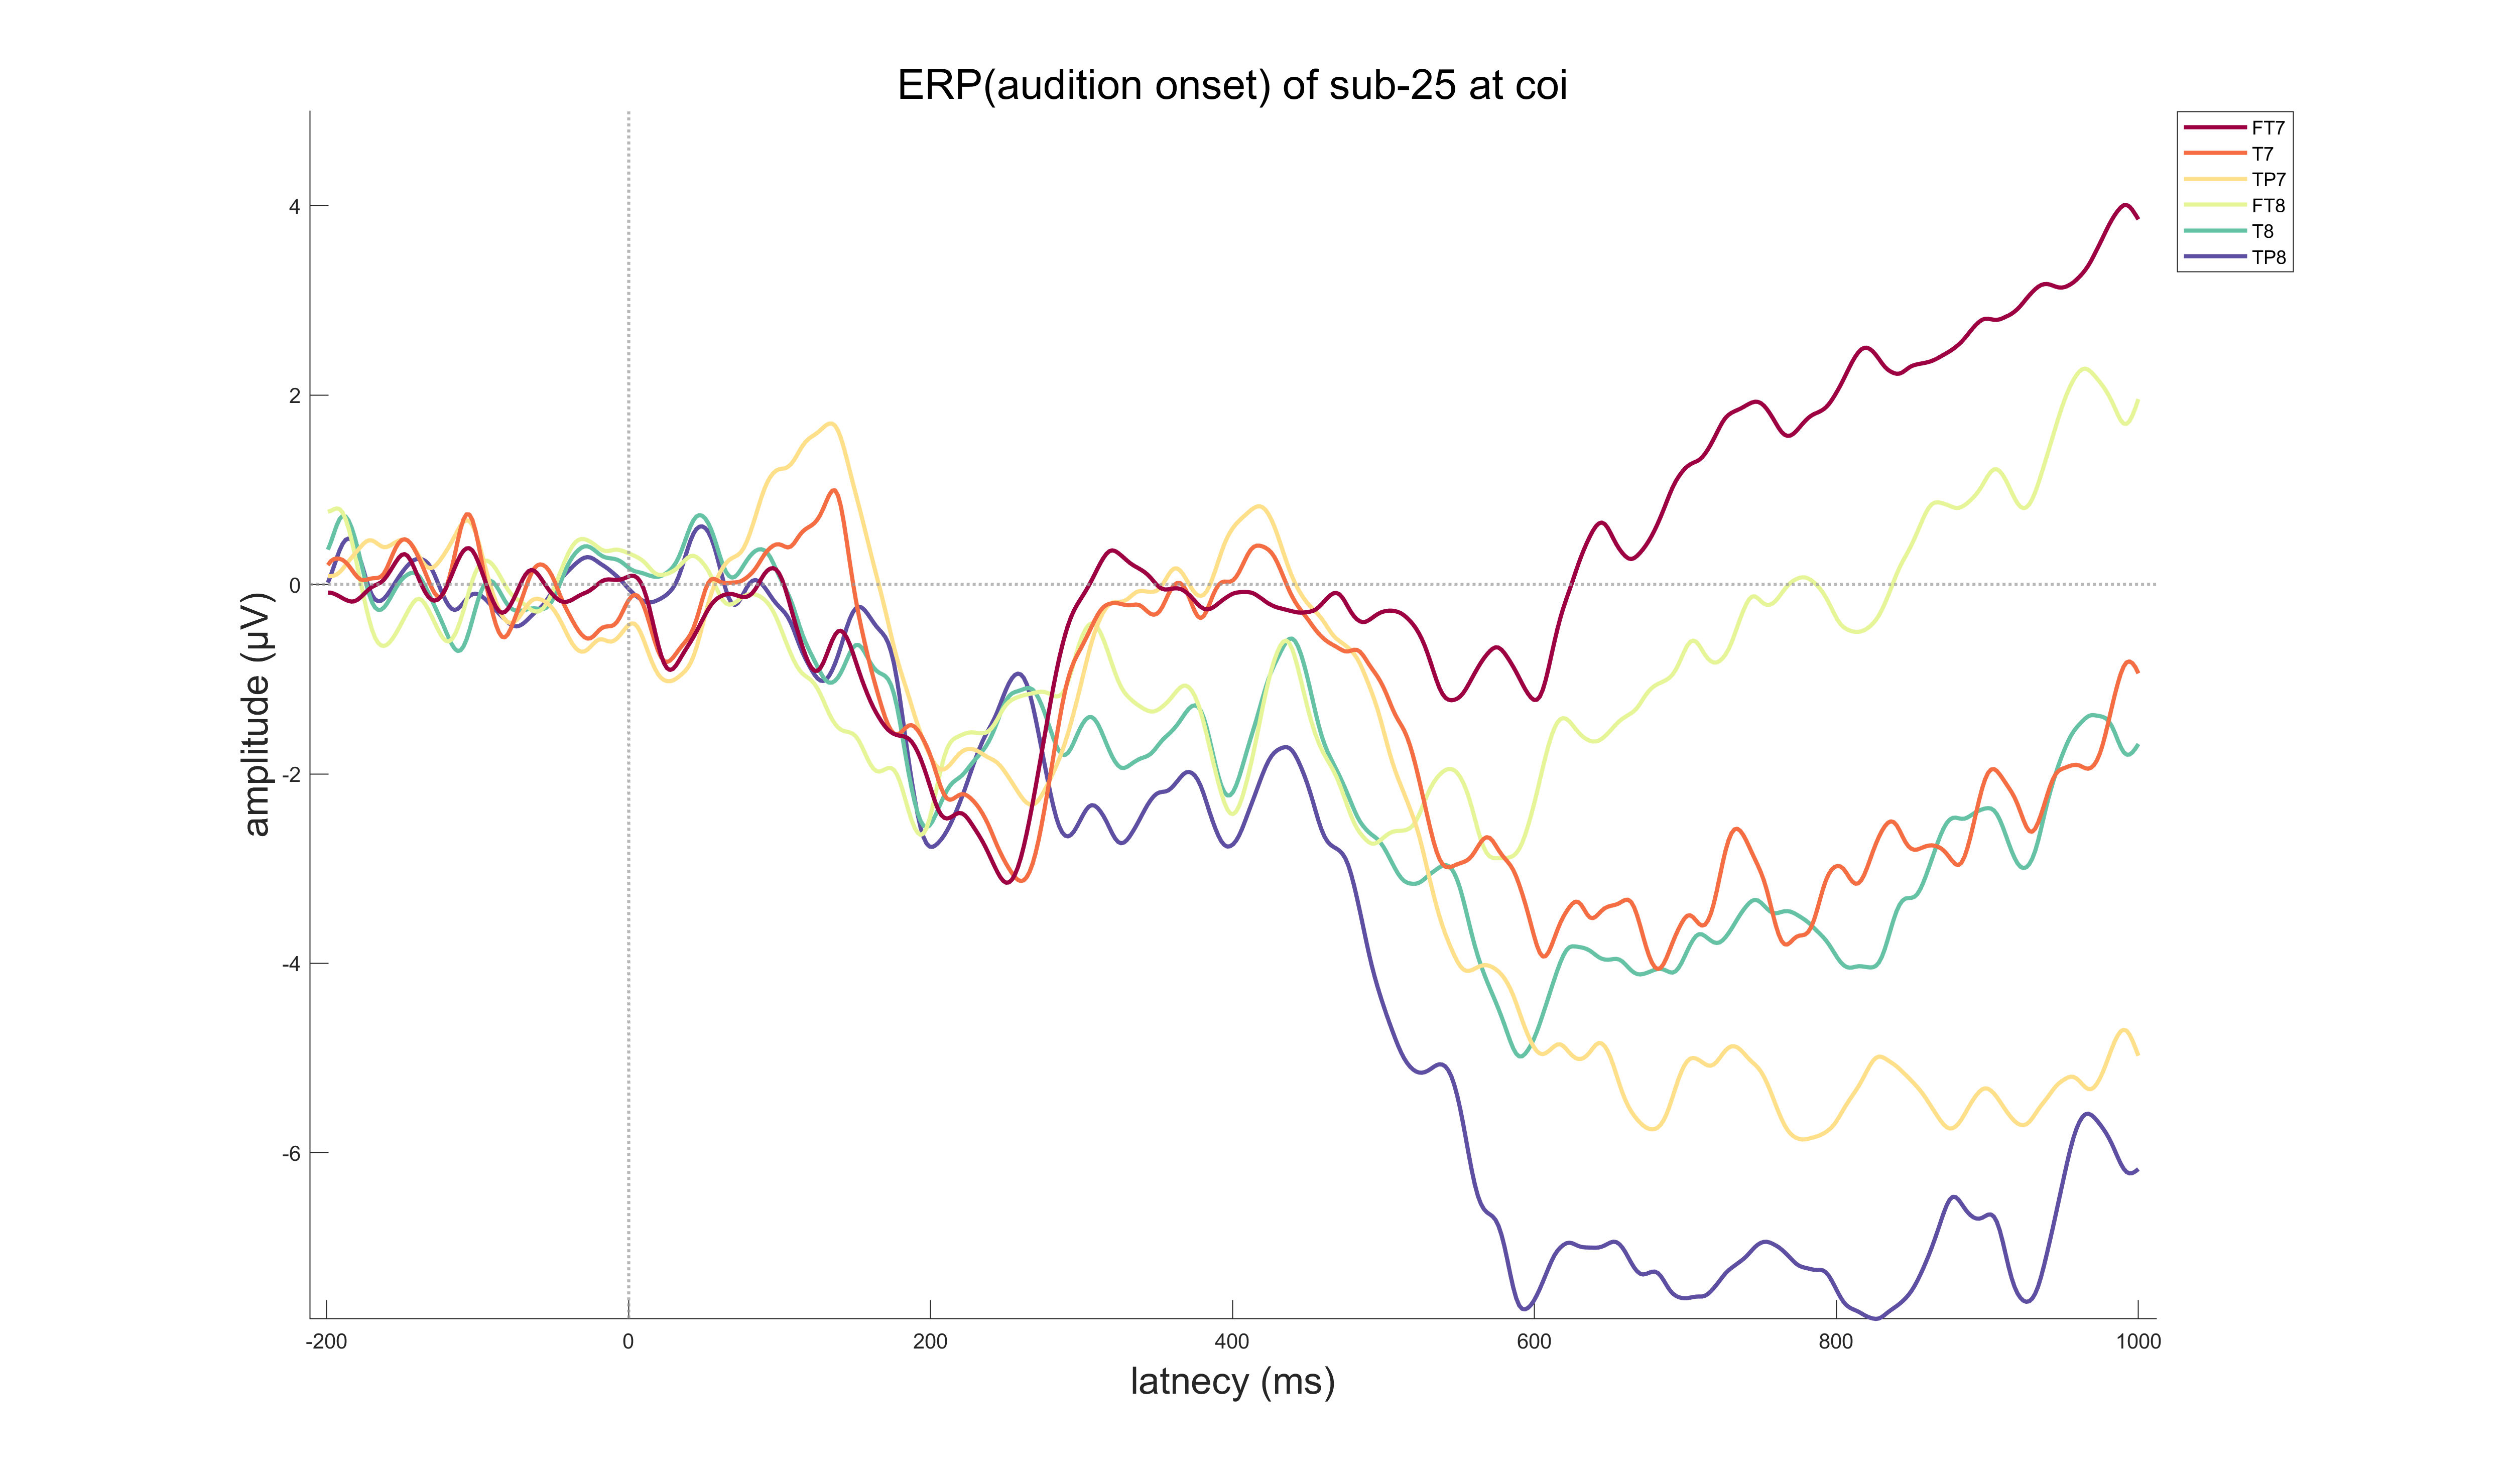 ERP(audition onset) of sub-25 at coi
FT7
T7
TP7
FT8
T8
TP8
4
2
0
-2
-4
-6
amplitude (µV)
-200 0 200 400 600 800 1000
latnecy (ms)